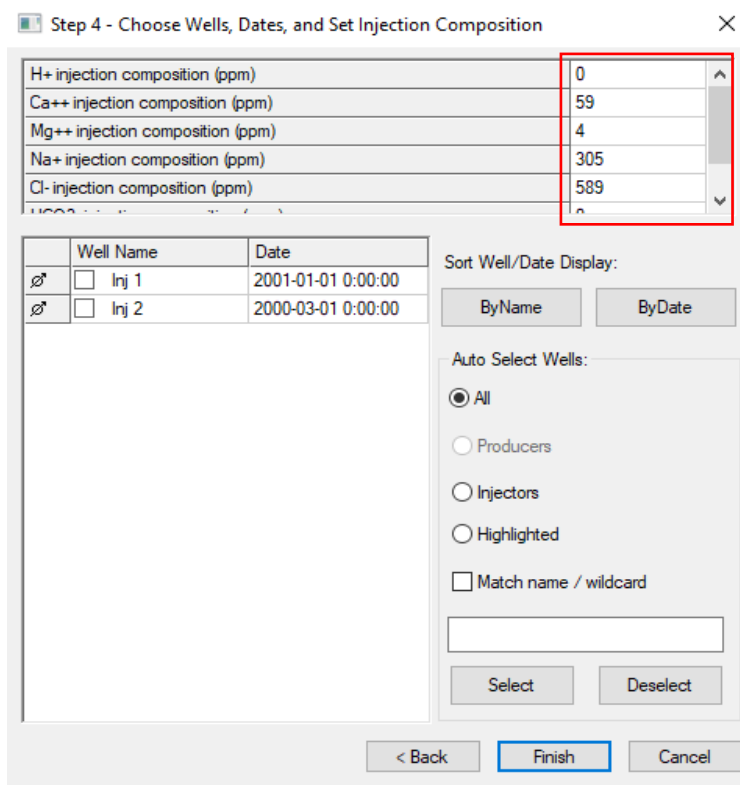 Step 4 - Choose Wells, Dates, and Set Injection Composition
H+ injection composition (ppm) 0
Ca++ injection composition (ppm) 59
Mg++ injection composition (ppm) 4
Na+ injection composition (ppm) 305
Cl- injection composition (ppm) 589
Well Name Date
Inj 1 2001-01-01 0:00:00
Inj 2 2000-03-01 0:00:00
Sort Well/Date Display:
ByName ByDate
Auto Select Wells:
All
Producers
Injectors
Highlighted
Match name / wildcard
Select Deselect
< Back Finish Cancel